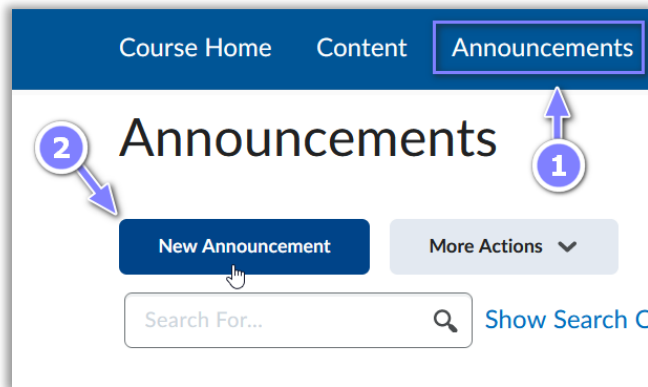 Course Home Content Announcements
Announcements
2
1
New Announcement More Actions
Search For... Show Search